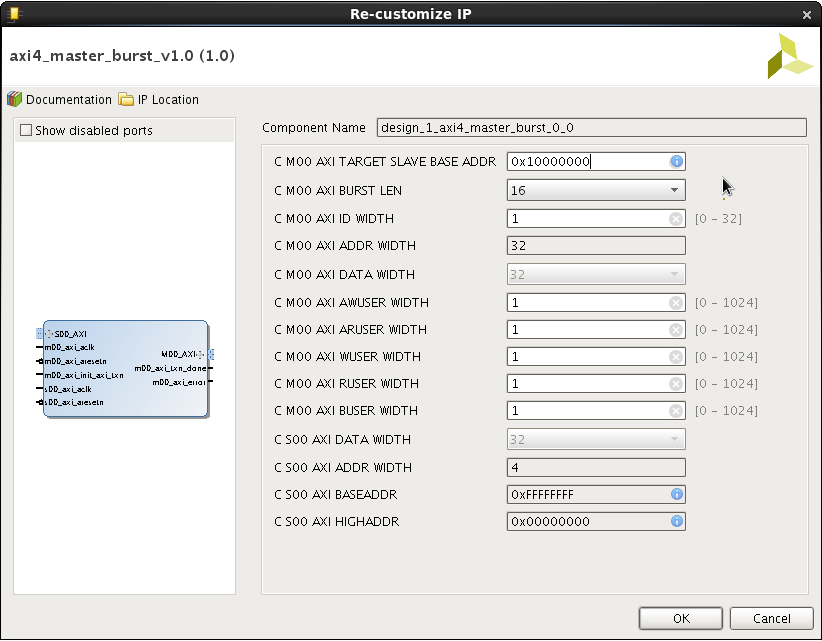 Re-customize IP
axi4_master_burst_v1.0 (1.0)
Documentation IP Location
Show disabled ports
S00_AXI
m00_axi_aclk
m00_axi_aresetn
m00_axi_init_axi_txn
s00_axi_aclk
s00_axi_aresetn
M00_AXI
m00_axi_txn_done
m00_axi_error
Component Name design_1_axi4_master_burst_0_0
C M00 AXI TARGET SLAVE BASE ADDR 0x10000000
C M00 AXI BURST LEN 16
C M00 AXI ID WIDTH 1 [0 - 32]
C M00 AXI ADDR WIDTH 32
C M00 AXI DATA WIDTH 32
C M00 AXI AWUSER WIDTH 1 [0 - 1024]
C M00 AXI ARUSER WIDTH 1 [0 - 1024]
C M00 AXI WUSER WIDTH 1 [0 - 1024]
C M00 AXI RUSER WIDTH 1 [0 - 1024]
C M00 AXI BUSER WIDTH 1 [0 - 1024]
C S00 AXI DATA WIDTH 32
C S00 AXI ADDR WIDTH 4
C S00 AXI BASEADDR 0xFFFFFFFF
C S00 AXI HIGHADDR 0x00000000
OK Cancel